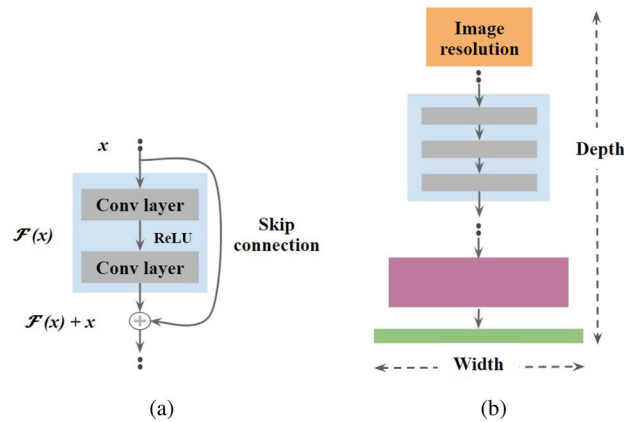 x
Conv layer
ReLU
Conv layer
𝓕(x)
𝓕(x) + x
Skip
connection
(a)
Image
resolution
Depth
Width
(b)